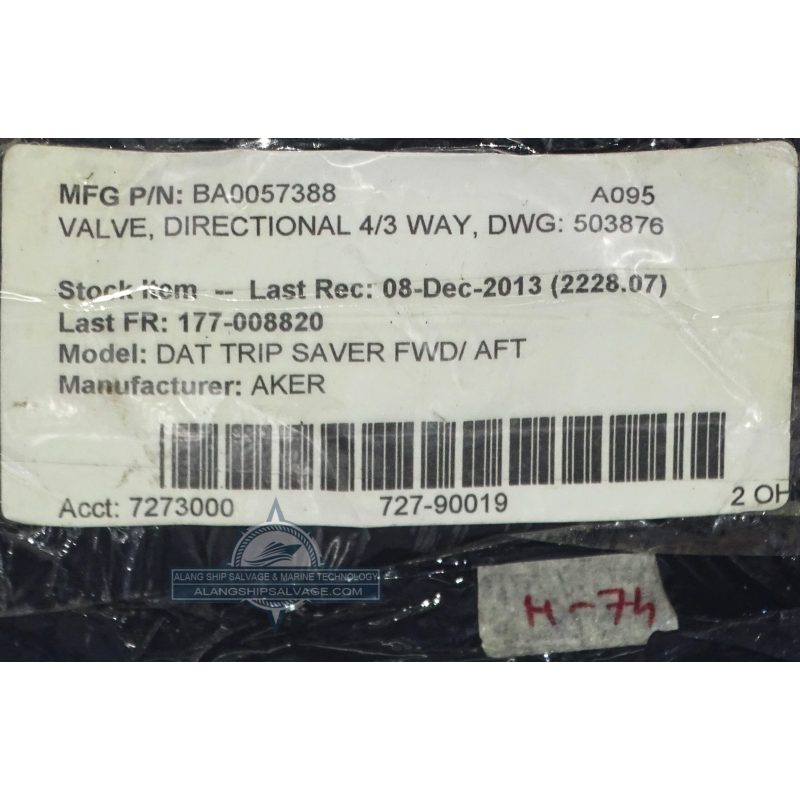 MFG P/N: BA0057388 A095
VALVE, DIRECTIONAL 4/3 WAY, DWG: 503876
Stock item -- Last Rec: 08-Dec-2013 (2228.07)
Last FR: 177-008820
Model: DAT TRIP SAVER FWD/ AFT
Manufacturer: AKER
Acct: 7273000 727-90019 2 OH
ALANG SHIP SALVAGE & MARINE TECHNOLOGY
ALANGSHIPSALVAGE.COM
M-74